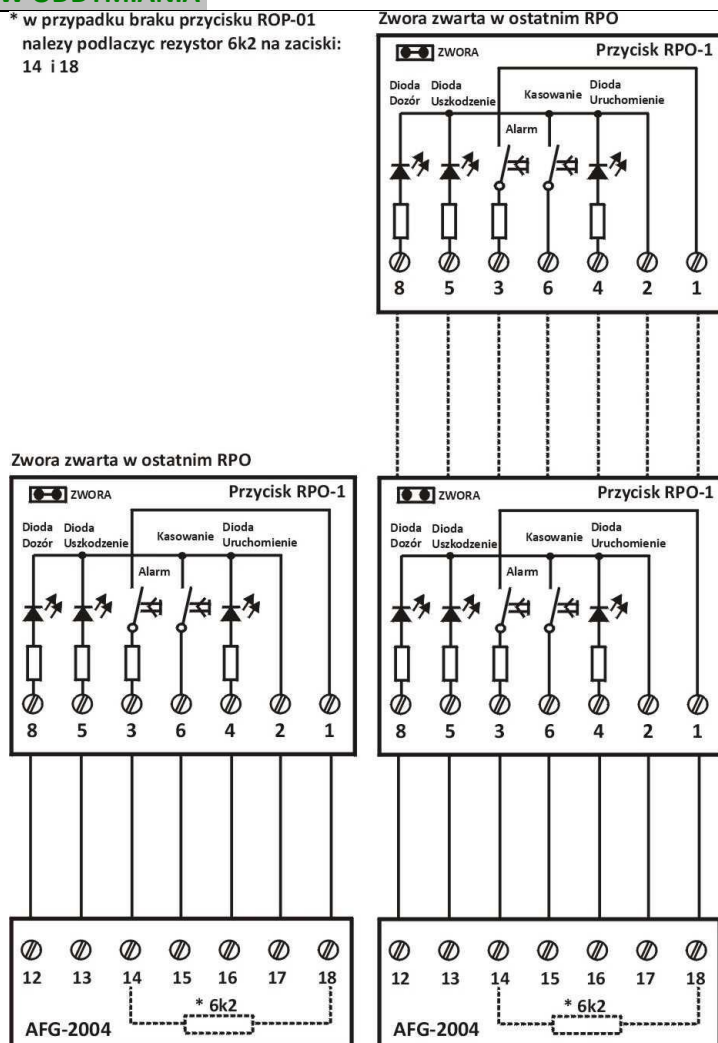 W ODDYMIANIA
* w przypadku braku przycisku ROP-01
nalezy podlaczyc rezystor 6k2 na zaciski:
14 i 18
Zwora zwarta w ostatnim RPO
ZWORA
Przycisk RPO-1
Dioda Dioda
Dozór Uszkodzenie
Kasowanie
Dioda
Uruchomienie
Alarm
8 5 3 6 4 2 1
Zwora zwarta w ostatnim RPO
ZWORA
Przycisk RPO-1
Dioda Dioda
Dozór Uszkodzenie
Kasowanie
Dioda
Uruchomienie
Alarm
8 5 3 6 4 2 1
12 13 14 15 16 17 18
* 6k2
AFG-2004
ZWORA
Przycisk RPO-1
Dioda Dioda
Dozór Uszkodzenie
Kasowanie
Dioda
Uruchomienie
Alarm
8 5 3 6 4 2 1
12 13 14 15 16 17 18
* 6k2
AFG-2004